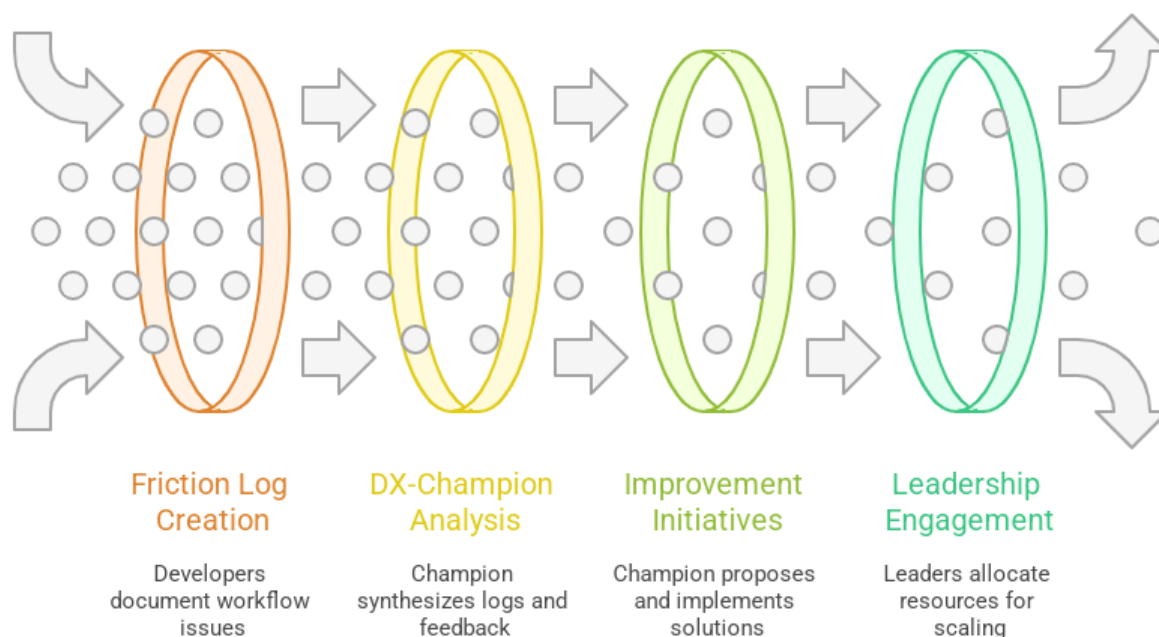 Friction Log
Creation
DX-Champion
Analysis
Improvement
Initiatives
Leadership
Engagement
Developers
document workflow
issues
Champion
synthesizes logs and
feedback
Champion proposes
and implements
solutions
Leaders allocate
resources for
scaling